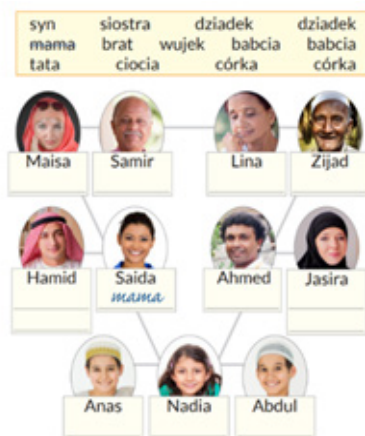 syn siostra dziadek dziadek
mama brat wujek babcia babcia
tata ciocia córka córka
Maisa Samir Lina Zijad
Hamid Saida Ahmed Jasira
mama
Anas Nadia Abdul